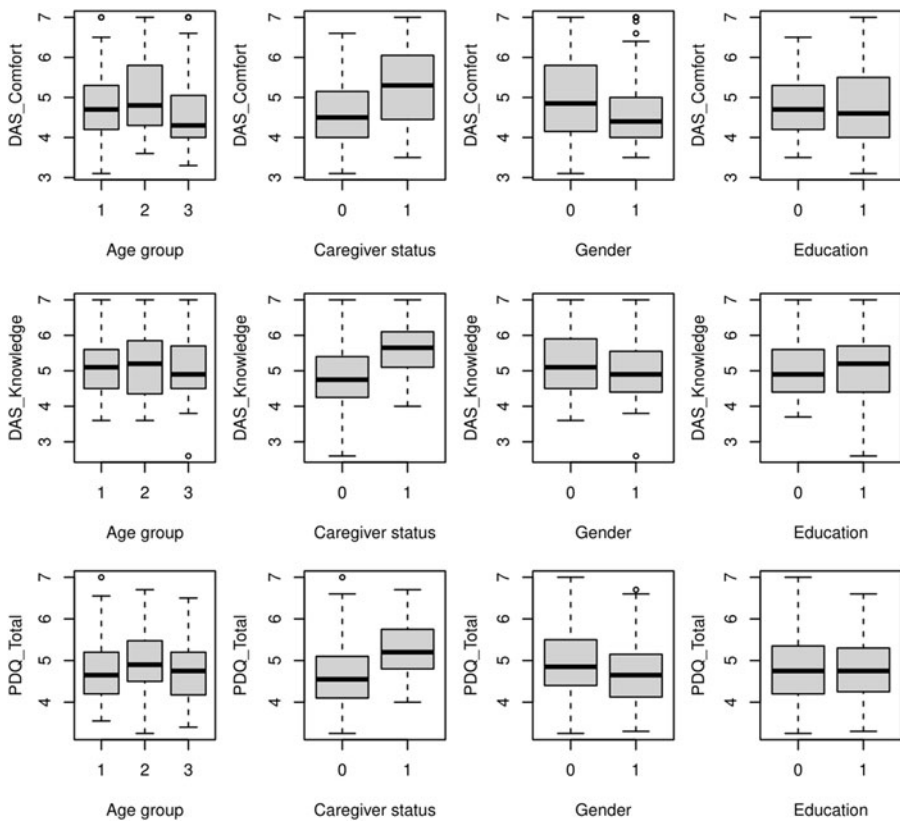 DAS_Comfort
3 4 5 6 7
1 2 3
Age group
DAS_Comfort
3 4 5 6 7
0 1
Caregiver status
DAS_Comfort
3 4 5 6 7
0 1
Gender
DAS_Comfort
3 4 5 6 7
0 1
Education
DAS_Knowledge
3 4 5 6 7
1 2 3
Age group
DAS_Knowledge
3 4 5 6 7
0 1
Caregiver status
DAS_Knowledge
3 4 5 6 7
0 1
Gender
DAS_Knowledge
3 4 5 6 7
0 1
Education
PDQ_Total
4 5 6 7
1 2 3
Age group
PDQ_Total
4 5 6 7
0 1
Caregiver status
PDQ_Total
4 5 6 7
0 1
Gender
PDQ_Total
4 5 6 7
0 1
Education